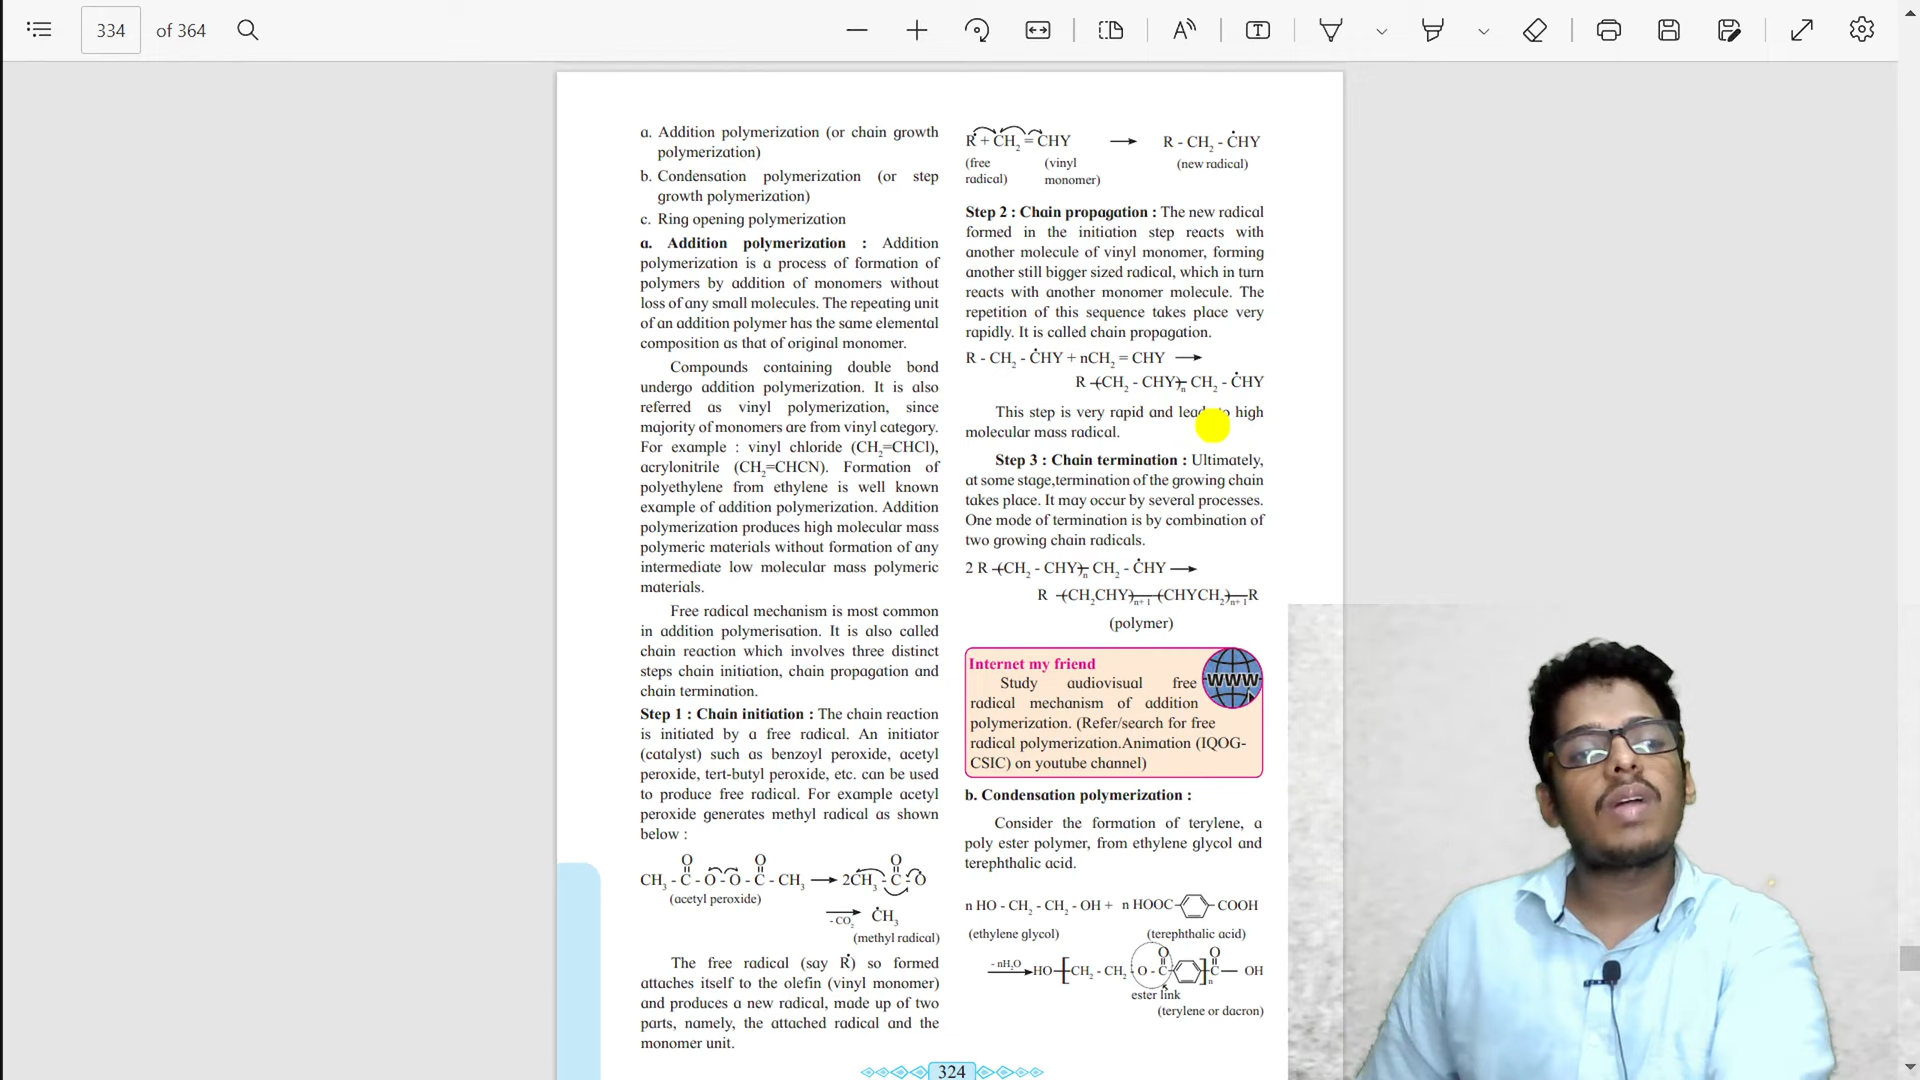 334 of 364
a. Addition polymerization (or chain growth
polymerization)
b. Condensation polymerization (or step
growth polymerization)
c. Ring opening polymerization
a. Addition polymerization : Addition
polymerization is a process of formation of
polymers by addition of monomers without
loss of any small molecules. The repeating unit
of an addition polymer has the same elemental
composition as that of original monomer.
Compounds containing double bond
undergo addition polymerization. It is also
referred as vinyl polymerization, since
majority of monomers are from vinyl category.
For example : vinyl chloride (CH₂=CHCl),
acrylonitrile (CH₂=CHCN). Formation of
polyethylene from ethylene is well known
example of addition polymerization. Addition
polymerization produces high molecular mass
polymeric materials without formation of any
intermediate low molecular mass polymeric
materials.
Free radical mechanism is most common
in addition polymerisation. It is also called
chain reaction which involves three distinct
steps chain initiation, chain propagation and
chain termination.
Step 1 : Chain initiation : The chain reaction
is initiated by a free radical. An initiator
(catalyst) such as benzoyl peroxide, acetyl
peroxide, tert-butyl peroxide, etc. can be used
to produce free radical. For example acetyl
peroxide generates methyl radical as shown
below :
O O O
CH₃ - C - O - O - C - CH₃ ⟶ 2CH₃ - C - Ȯ
(acetyl peroxide)
- CO₂ ⟶ ĊH₃
(methyl radical)
The free radical (say Ṙ) so formed
attaches itself to the olefin (vinyl monomer)
and produces a new radical, made up of two
parts, namely, the attached radical and the
monomer unit.
Ṙ + CH₂ = CHY ⟶ R - CH₂ - ĊHY
(free (vinyl (new radical)
radical) monomer)
Step 2 : Chain propagation : The new radical
formed in the initiation step reacts with
another molecule of vinyl monomer, forming
another still bigger sized radical, which in turn
reacts with another monomer molecule. The
repetition of this sequence takes place very
rapidly. It is called chain propagation.
R - CH₂ - ĊHY + nCH₂ = CHY ⟶
R -(CH₂ - CHY)-ₙ CH₂ - ĊHY
This step is very rapid and leads to high
molecular mass radical.
Step 3 : Chain termination : Ultimately,
at some stage,termination of the growing chain
takes place. It may occur by several processes.
One mode of termination is by combination of
two growing chain radicals.
2 R -(CH₂ - CHY)-ₙ CH₂ - ĊHY ⟶
R -(CH₂CHY)-ₙ₊₁-(CHYCH₂)-ₙ₊₁R
(polymer)
Internet my friend
WWW
Study audiovisual free
radical mechanism of addition
polymerization. (Refer/search for free
radical polymerization.Animation (IQOG-
CSIC) on youtube channel)
b. Condensation polymerization :
Consider the formation of terylene, a
poly ester polymer, from ethylene glycol and
terephthalic acid.
n HO - CH₂ - CH₂ - OH + n HOOC- -COOH
(ethylene glycol) (terephthalic acid)
O O
- nH₂O ⟶ HO-[CH₂ - CH₂ - O - C- ]ₙ C - OH
ester link
(terylene or dacron)
324